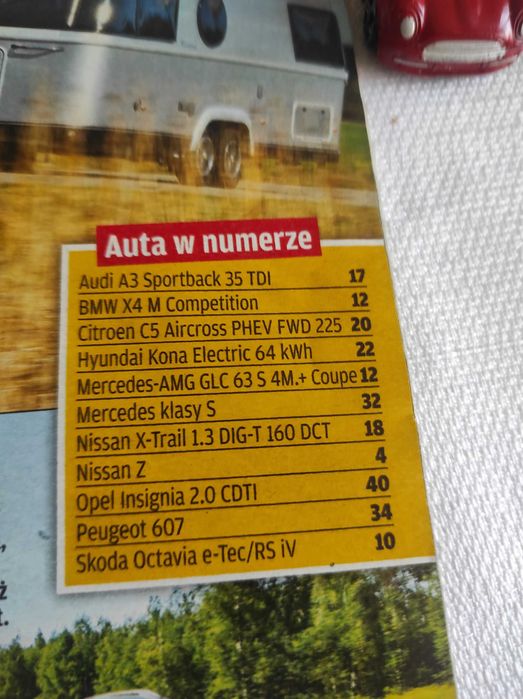 Auta w numerze
Audi A3 Sportback 35 TDI 17
BMW X4 M Competition 12
Citroen C5 Aircross PHEV FWD 225 20
Hyundai Kona Electric 64 kWh 22
Mercedes-AMG GLC 63 S 4M.+ Coupe 12
Mercedes klasy S 32
Nissan X-Trail 1.3 DIG-T 160 DCT 18
Nissan Z 4
Opel Insignia 2.0 CDTI 40
Peugeot 607 34
Skoda Octavia e-Tec/RS iV 10